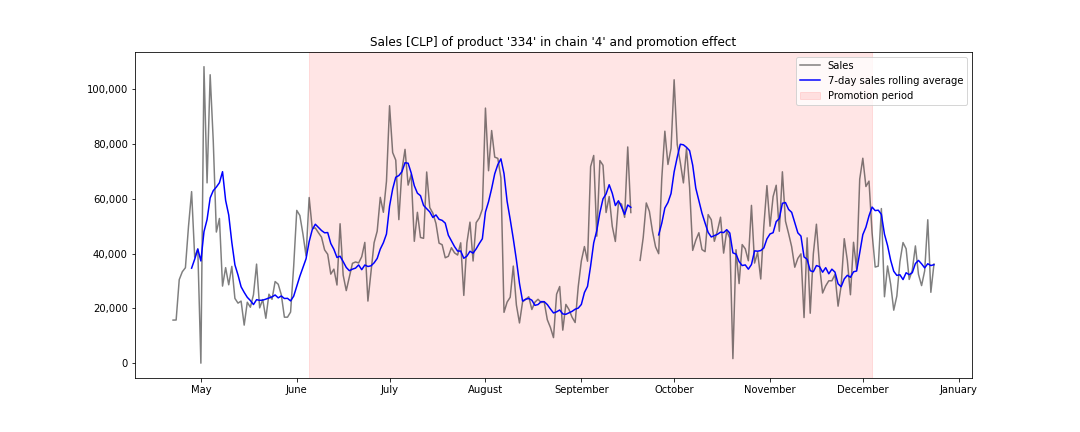 Sales [CLP] of product '334' in chain '4' and promotion effect
Sales
7-day sales rolling average
Promotion period
100,000
80,000
60,000
40,000
20,000
0
May June July August September October November December January